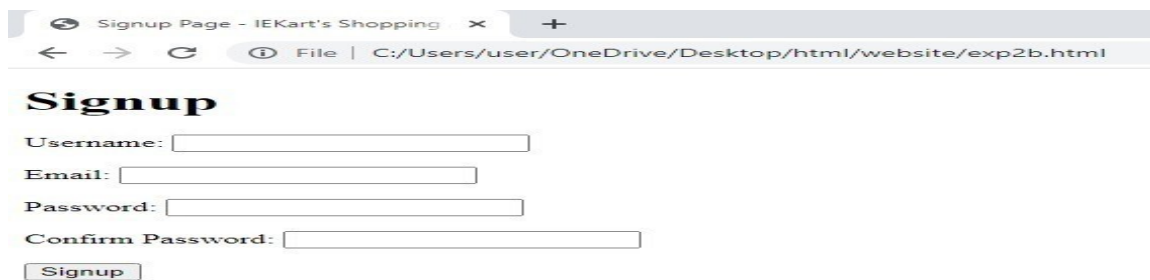 Signup Page - IEKart's Shopping
File | C:/Users/user/OneDrive/Desktop/html/website/exp2b.html
Signup
Username:
Email:
Password:
Confirm Password:
Signup